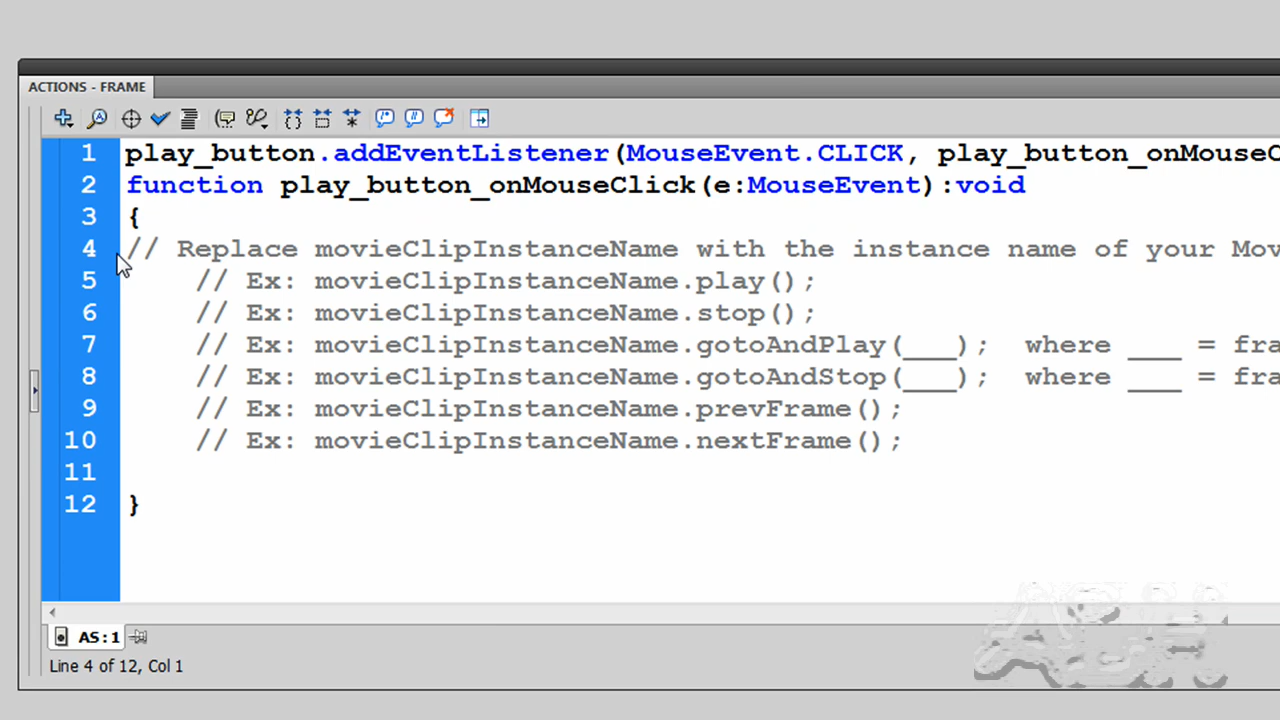 ACTIONS - FRAME
1 play_button.addEventListener(MouseEvent.CLICK, play_button_onMouseC
2 function play_button_onMouseClick(e:MouseEvent):void
3 {
4 // Replace movieClipInstanceName with the instance name of your Mov
5 // Ex: movieClipInstanceName.play();
6 // Ex: movieClipInstanceName.stop();
7 // Ex: movieClipInstanceName.gotoAndPlay(___); where ___ = fra
8 // Ex: movieClipInstanceName.gotoAndStop(___); where ___ = fra
9 // Ex: movieClipInstanceName.prevFrame();
10 // Ex: movieClipInstanceName.nextFrame();
11
12 }
AS:1
Line 4 of 12, Col 1